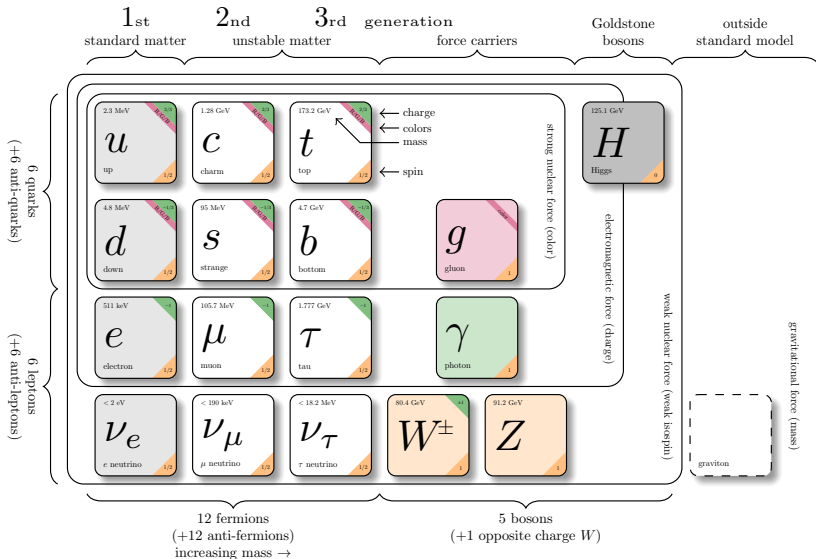 1st 2nd 3rd generation
standard matter unstable matter force carriers
Goldstone
bosons
outside
standard model
6 quarks
(+6 anti-quarks)
6 leptons
(+6 anti-leptons)
2.3 MeV
2/3
R/G/B
u
up
1/2
1.28 GeV
2/3
R/G/B
c
charm
1/2
173.2 GeV
2/3
R/G/B
t
top
1/2
charge
colors
mass
spin
4.8 MeV
−1/3
R/G/B
d
down
1/2
95 MeV
−1/3
R/G/B
s
strange
1/2
4.7 GeV
−1/3
R/G/B
b
bottom
1/2
color
g
gluon
1
125.1 GeV
H
Higgs
0
strong nuclear force (color)
511 keV
−1
e
electron
1/2
105.7 MeV
−1
μ
muon
1/2
1.777 GeV
−1
τ
tau
1/2
γ
photon
1
electromagnetic force (charge)
< 2 eV
νe
e neutrino
1/2
< 190 keV
νμ
μ neutrino
1/2
< 18.2 MeV
ντ
τ neutrino
1/2
80.4 GeV
±1
W±
1
91.2 GeV
Z
1
weak nuclear force (weak isospin)
graviton
gravitational force (mass)
12 fermions
(+12 anti-fermions)
increasing mass →
5 bosons
(+1 opposite charge W)